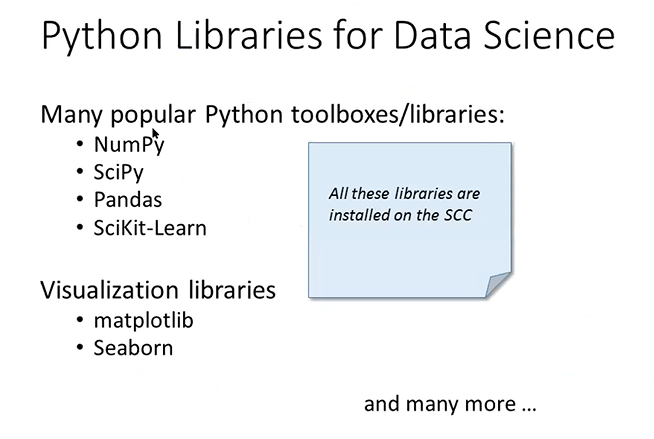 Python Libraries for Data Science
Many popular Python toolboxes/libraries:
• NumPy
• SciPy
• Pandas
• SciKit-Learn
All these libraries are
installed on the SCC
Visualization libraries
• matplotlib
• Seaborn
and many more …